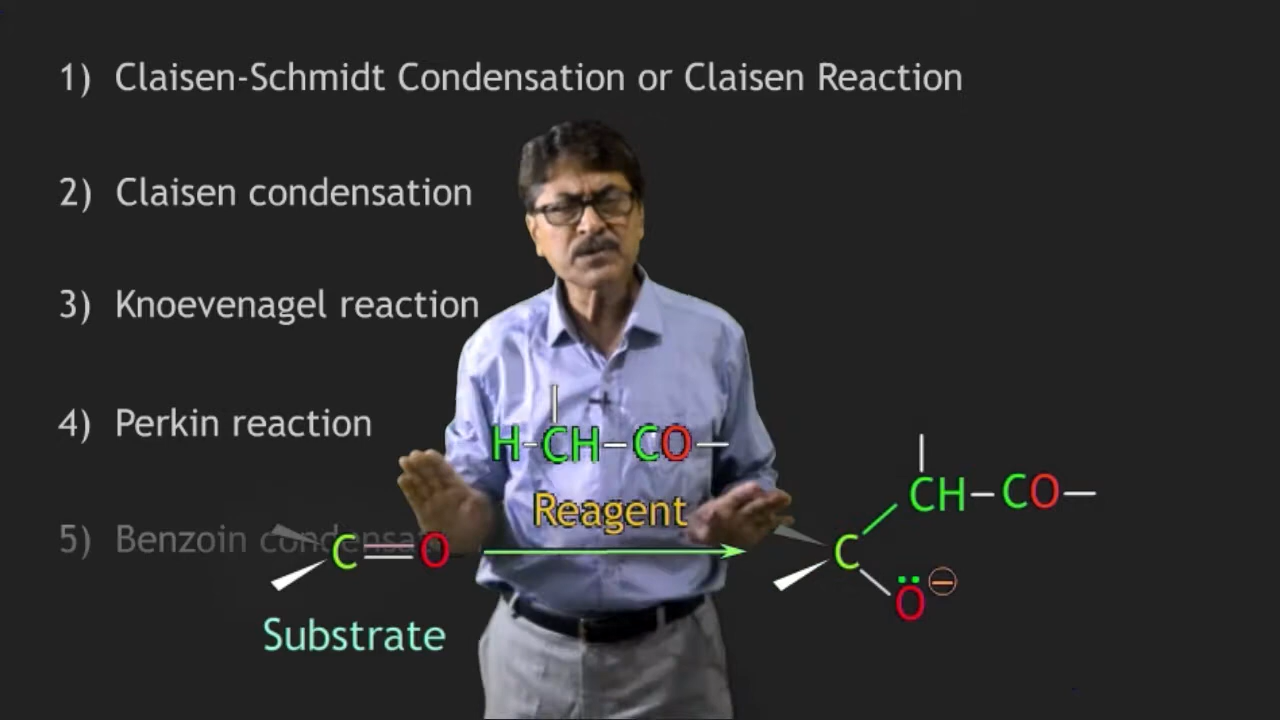 1) Claisen-Schmidt Condensation or Claisen Reaction
2) Claisen condensation
3) Knoevenagel reaction
4) Perkin reaction
H-CH-CO-
CH-CO-
Reagent
5) Benzoin condensation
C=O
C
O
⊖
Substrate